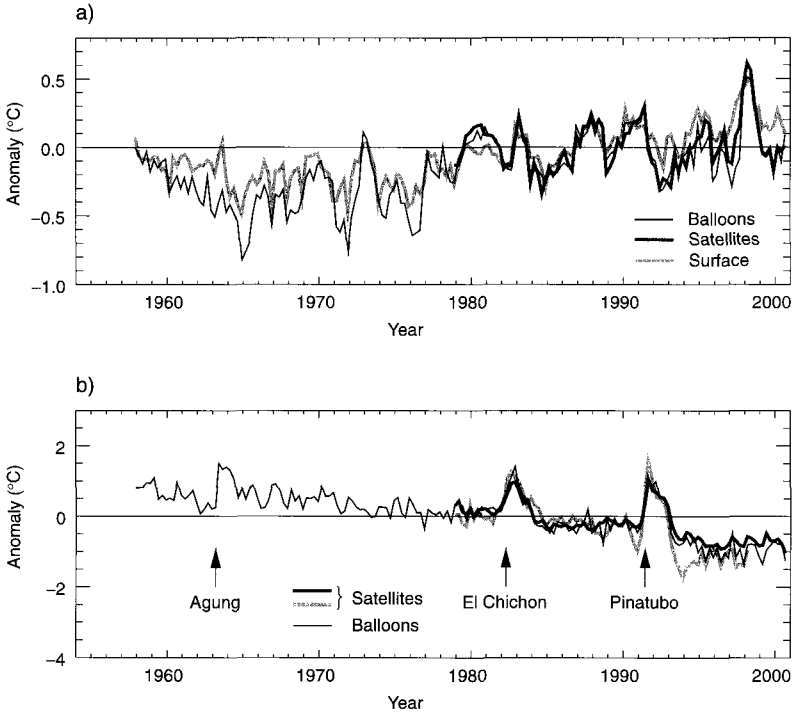 a)
0.5
0.0
−0.5
−1.0
Anomaly (°C)
Balloons
Satellites
Surface
1960 1970 1980 1990 2000
Year
b)
2
0
−2
−4
Anomaly (°C)
Agung El Chichon Pinatubo
} Satellites
Balloons
1960 1970 1980 1990 2000
Year